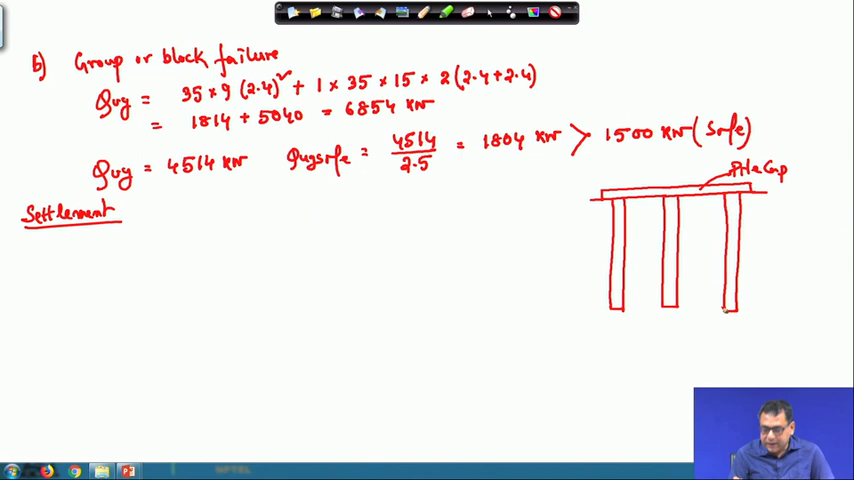 b) Group or block failure
Qug = 35 × 9 (2.4)² + 1 × 35 × 15 × 2 (2.4 + 2.4)
= 1814 + 5040 = 6854 kN
Qug = 4514 kN Qugsafe = 4514 / 2.5 = 1804 kN > 1500 kN (Safe)
Pile Cap
Settlement
NPTEL